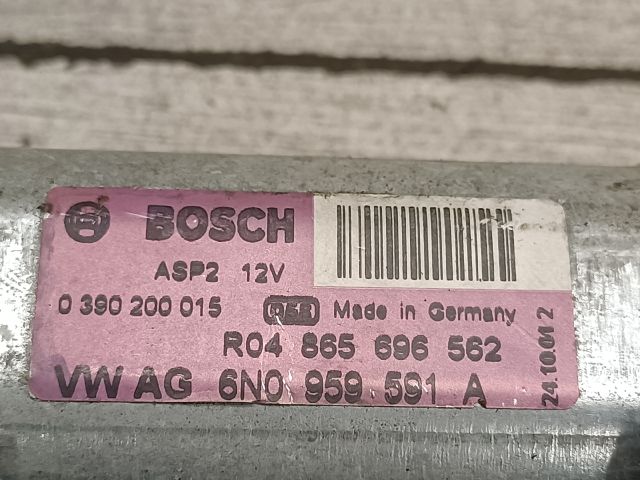 BOSCH
ASP2 12V
0 390 200 015 Made in Germany
R04 865 696 562
VW AG 6N0 959 591 A
24.10.01 2